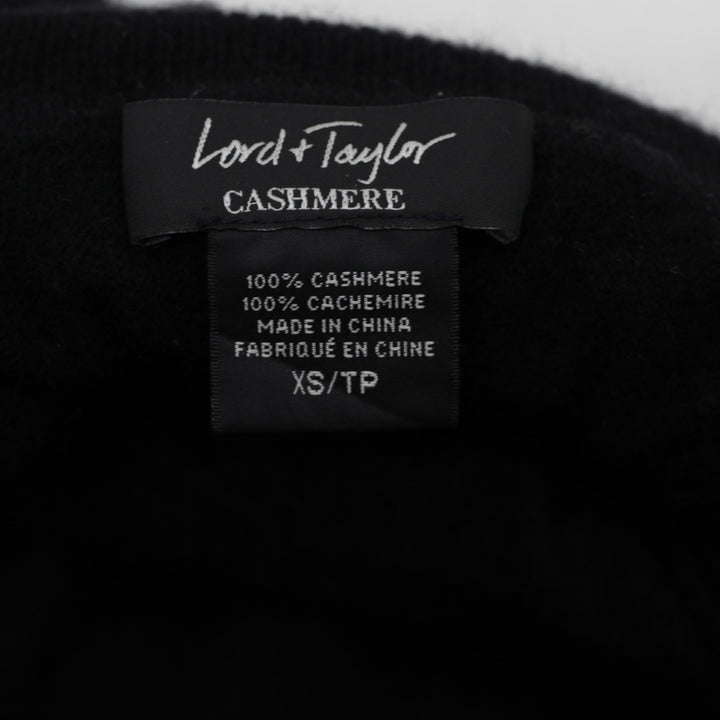 Lord + Taylor
CASHMERE
100% CASHMERE
100% CACHEMIRE
MADE IN CHINA
FABRIQUÉ EN CHINE
XS/TP